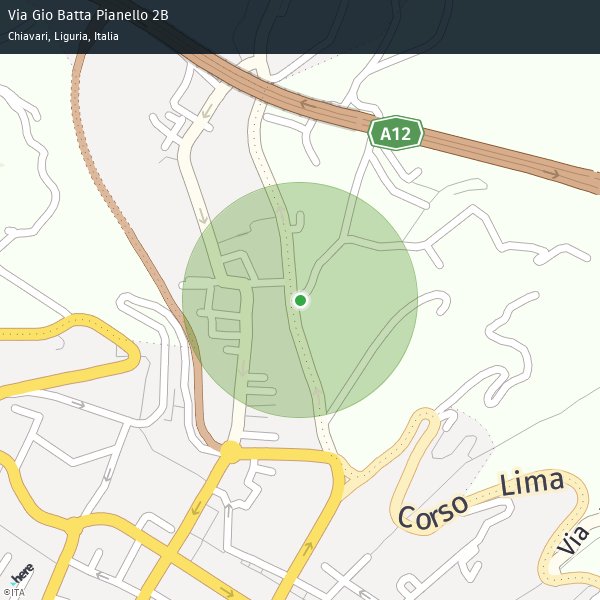 Via Gio Batta Pianello 2B
Chiavari, Liguria, Italia
A12
Corso Lima
Via
here
©ITA